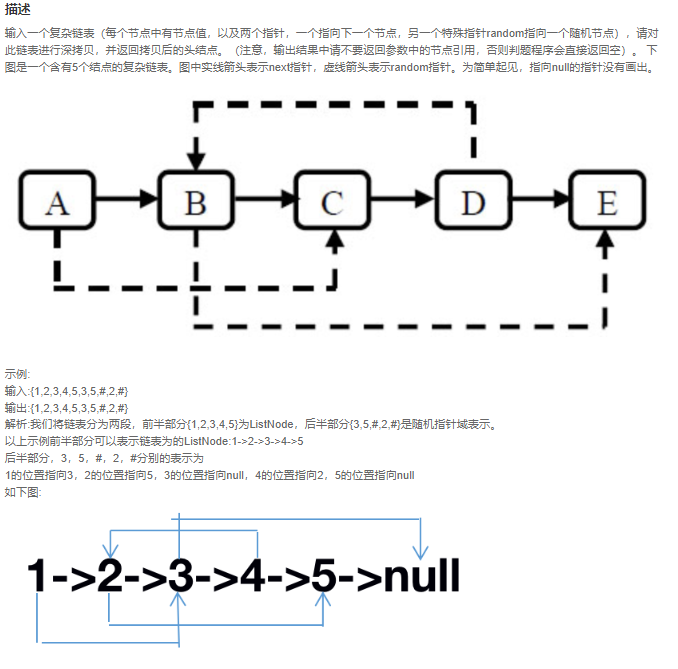 描述
输入一个复杂链表（每个节点中有节点值，以及两个指针，一个指向下一个节点，另一个特殊指针random指向一个随机节点），请对
此链表进行深拷贝，并返回拷贝后的头结点。（注意，输出结果中请不要返回参数中的节点引用，否则判题程序会直接返回空）。 下
图是一个含有5个结点的复杂链表。图中实线箭头表示next指针，虚线箭头表示random指针。为简单起见，指向null的指针没有画出。
A B C D E
示例:
输入:{1,2,3,4,5,3,5,#,2,#}
输出:{1,2,3,4,5,3,5,#,2,#}
解析:我们将链表分为两段，前半部分{1,2,3,4,5}为ListNode，后半部分{3,5,#,2,#}是随机指针域表示。
以上示例前半部分可以表示链表为的ListNode:1->2->3->4->5
后半部分，3，5，#，2，#分别的表示为
1的位置指向3，2的位置指向5，3的位置指向null，4的位置指向2，5的位置指向null
如下图:
1->2->3->4->5->null